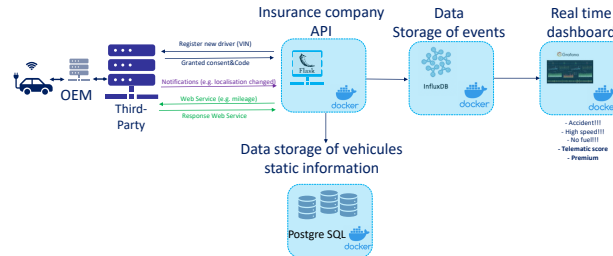 Insurance company
API
Data
Storage of events
Real time
dashboard
Register new driver (VIN)
Granted consent&Code
Notifications (e.g. localisation changed)
Web Service (e.g. mileage)
Response Web Service
OEM
Third-
Party
Flask
docker
InfluxDB
docker
Grafana
docker
- Accident!!!
- High speed!!!
- No fuel!!!
- Telematic score
- Premium
Data storage of vehicules
static information
Postgre SQL
docker